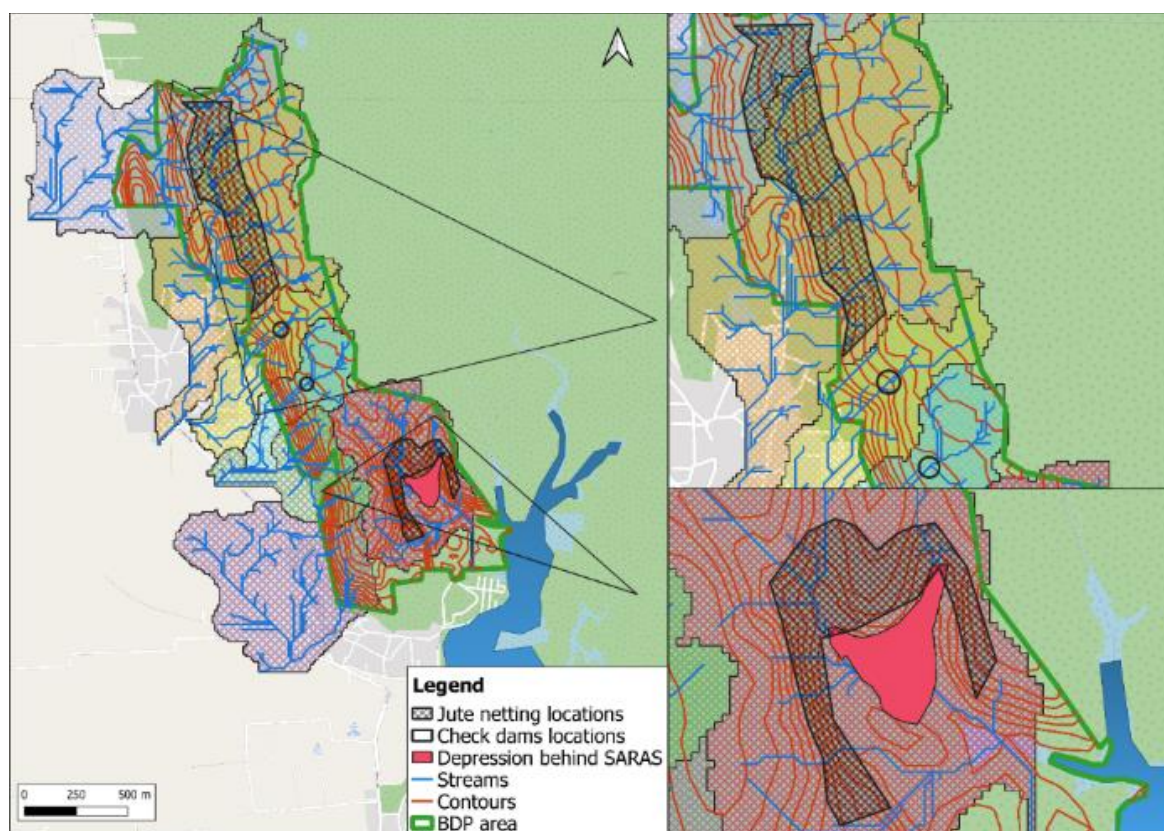 Legend
Jute netting locations
Check dams locations
Depression behind SARAS
Streams
Contours
BDP area
0 250 500 m